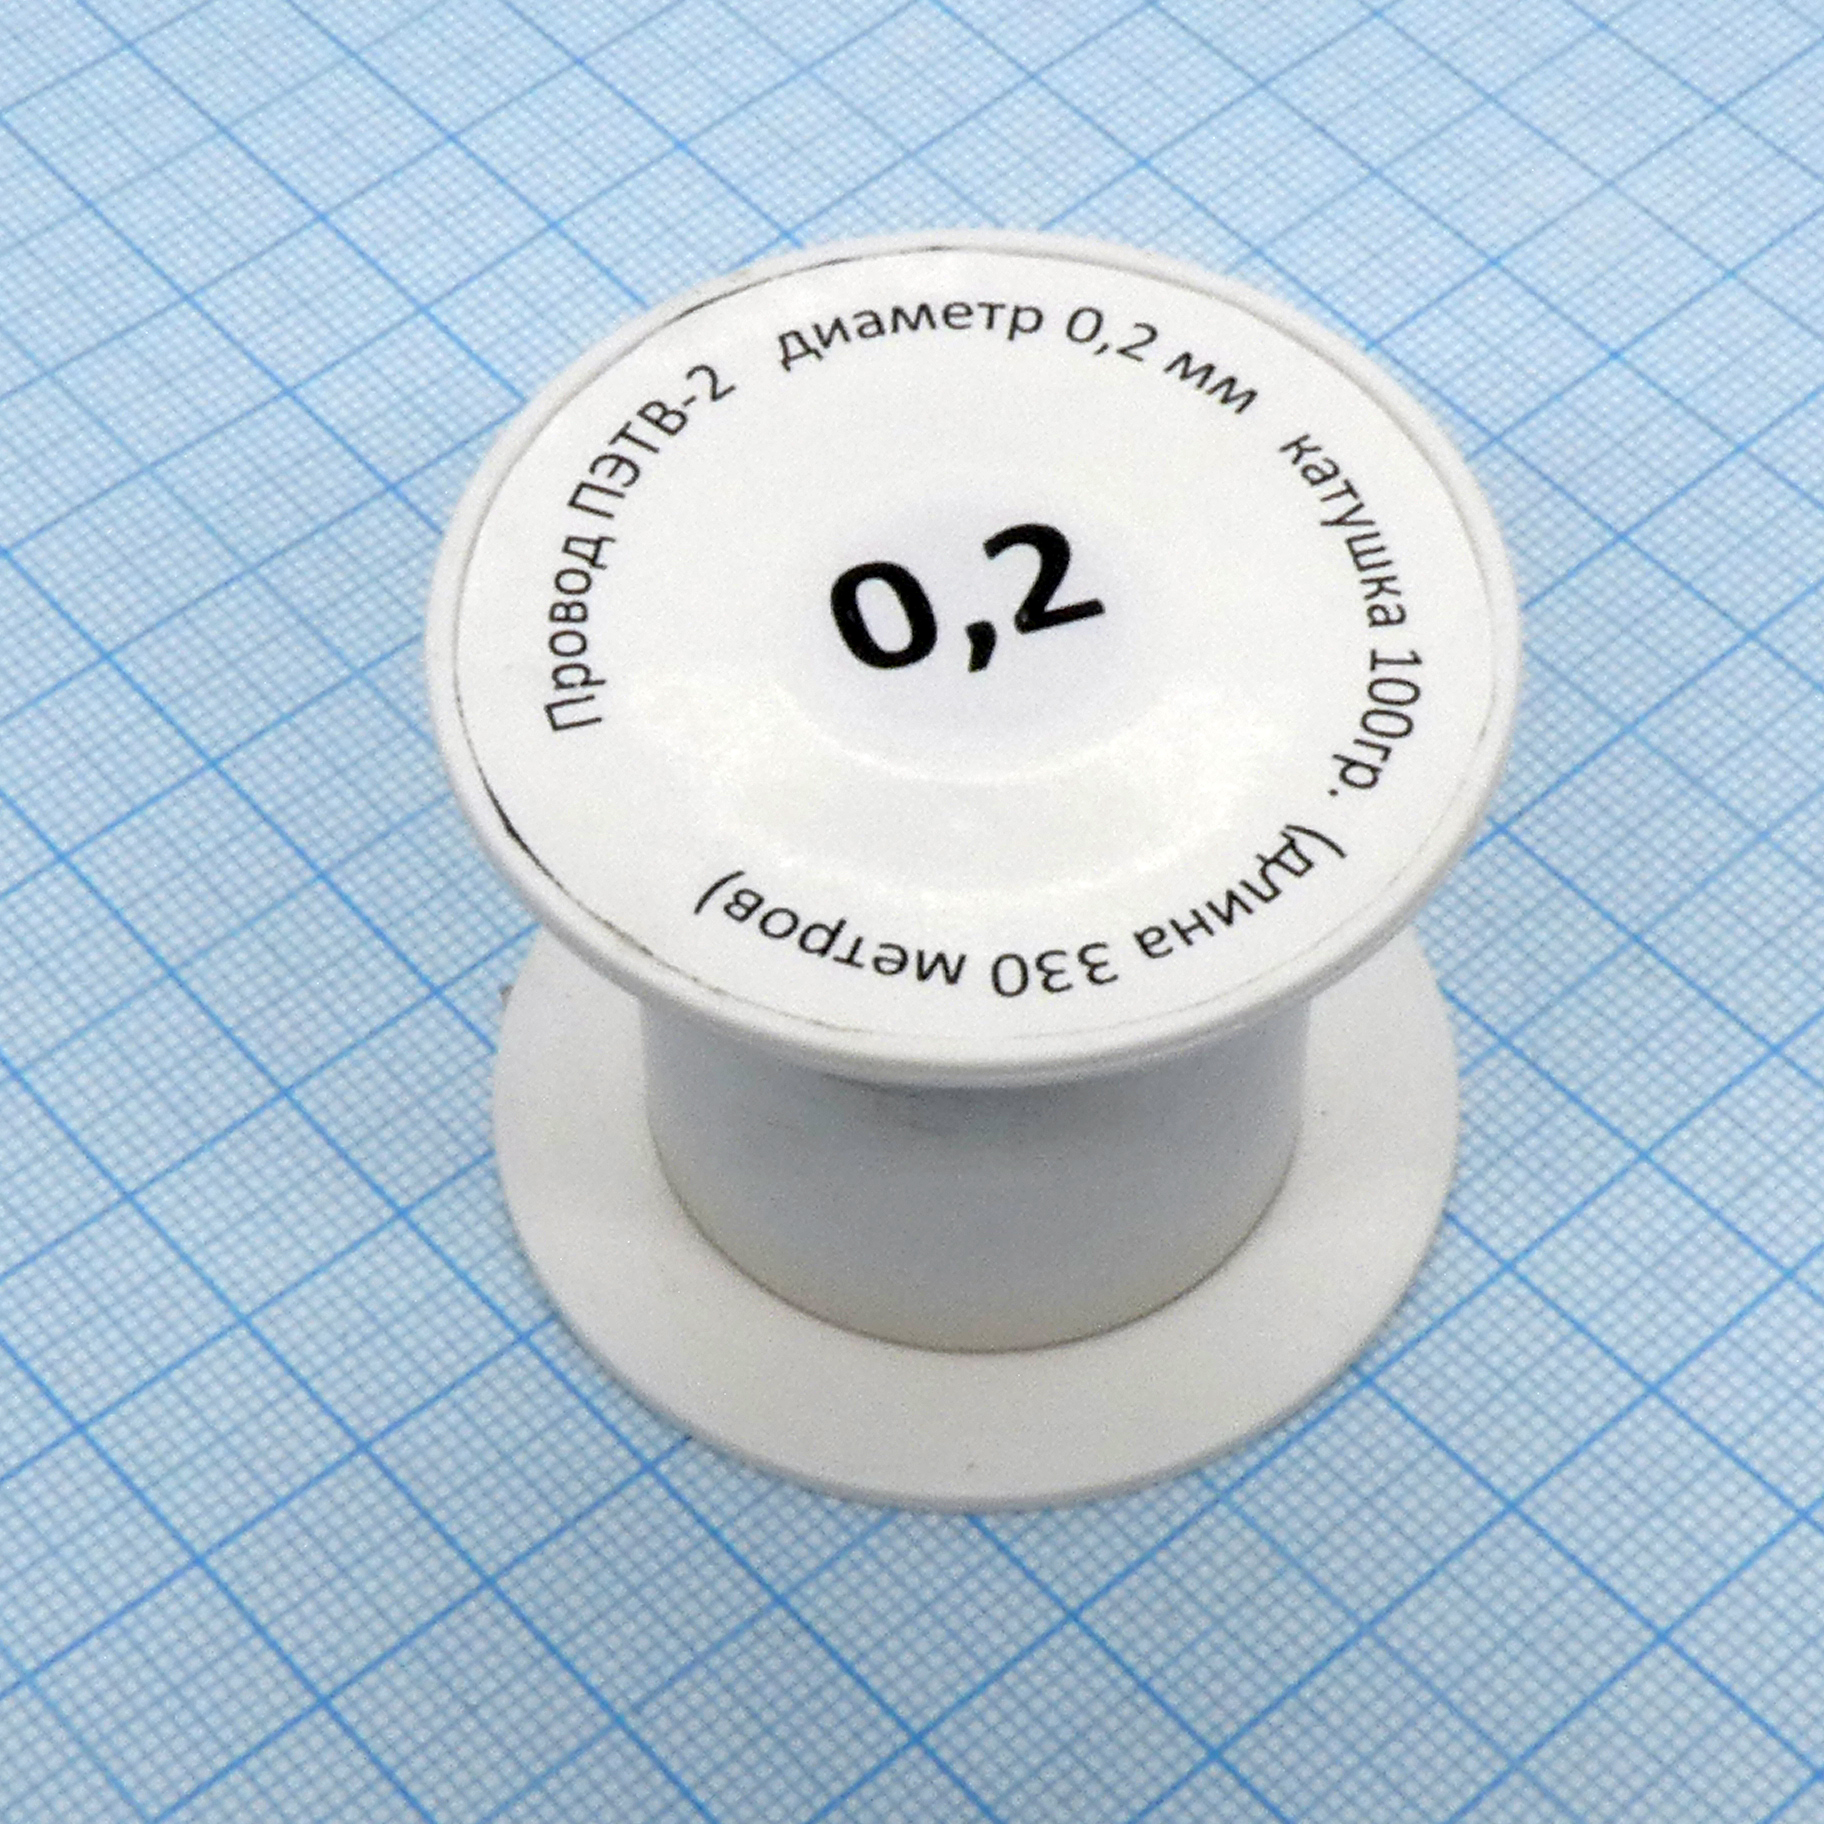 Провод ПЭТВ-2 диаметр 0,2 мм катушка 100гр. (длина 330 метров)
0,2